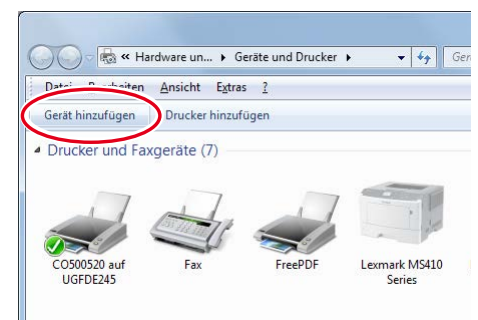 « Hardware un... ▸ Geräte und Drucker ▸
Datei Bearbeiten Ansicht Extras ?
Gerät hinzufügen Drucker hinzufügen
Drucker und Faxgeräte (7)
CO500520 auf UGFDE245
Fax
FreePDF
Lexmark MS410 Series